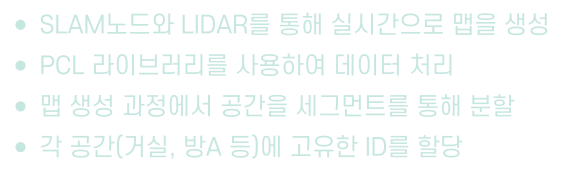 • SLAM노드와 LIDAR를 통해 실시간으로 맵을 생성
• PCL 라이브러리를 사용하여 데이터 처리
• 맵 생성 과정에서 공간을 세그먼트를 통해 분할
• 각 공간(거실, 방A 등)에 고유한 ID를 할당